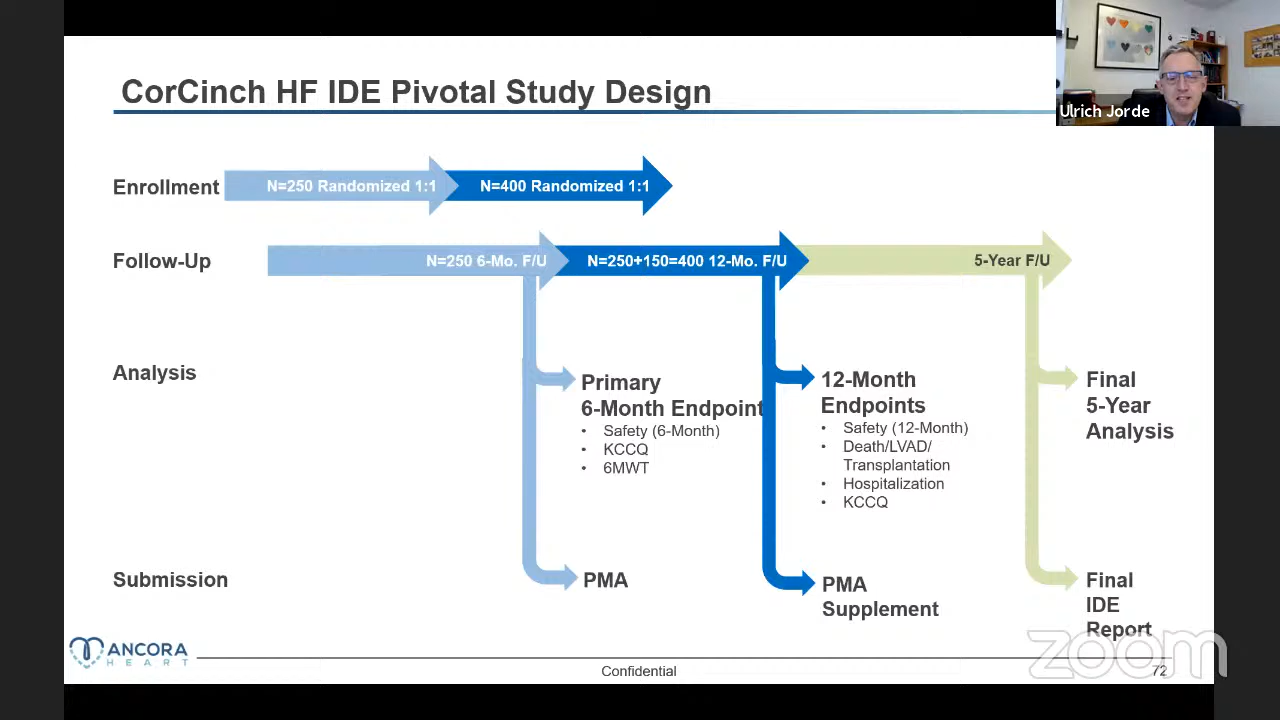 CorCinch HF IDE Pivotal Study Design
Ulrich Jorde
Enrollment
N=250 Randomized 1:1
N=400 Randomized 1:1
Follow-Up
N=250 6-Mo. F/U
N=250+150=400 12-Mo. F/U
5-Year F/U
Analysis
Primary
6-Month Endpoint
• Safety (6-Month)
• KCCQ
• 6MWT
12-Month
Endpoints
• Safety (12-Month)
• Death/LVAD/
Transplantation
• Hospitalization
• KCCQ
Final
5-Year
Analysis
Submission
PMA
PMA
Supplement
Final
IDE
Report
ANCORA
HEART
Confidential
72
zoom